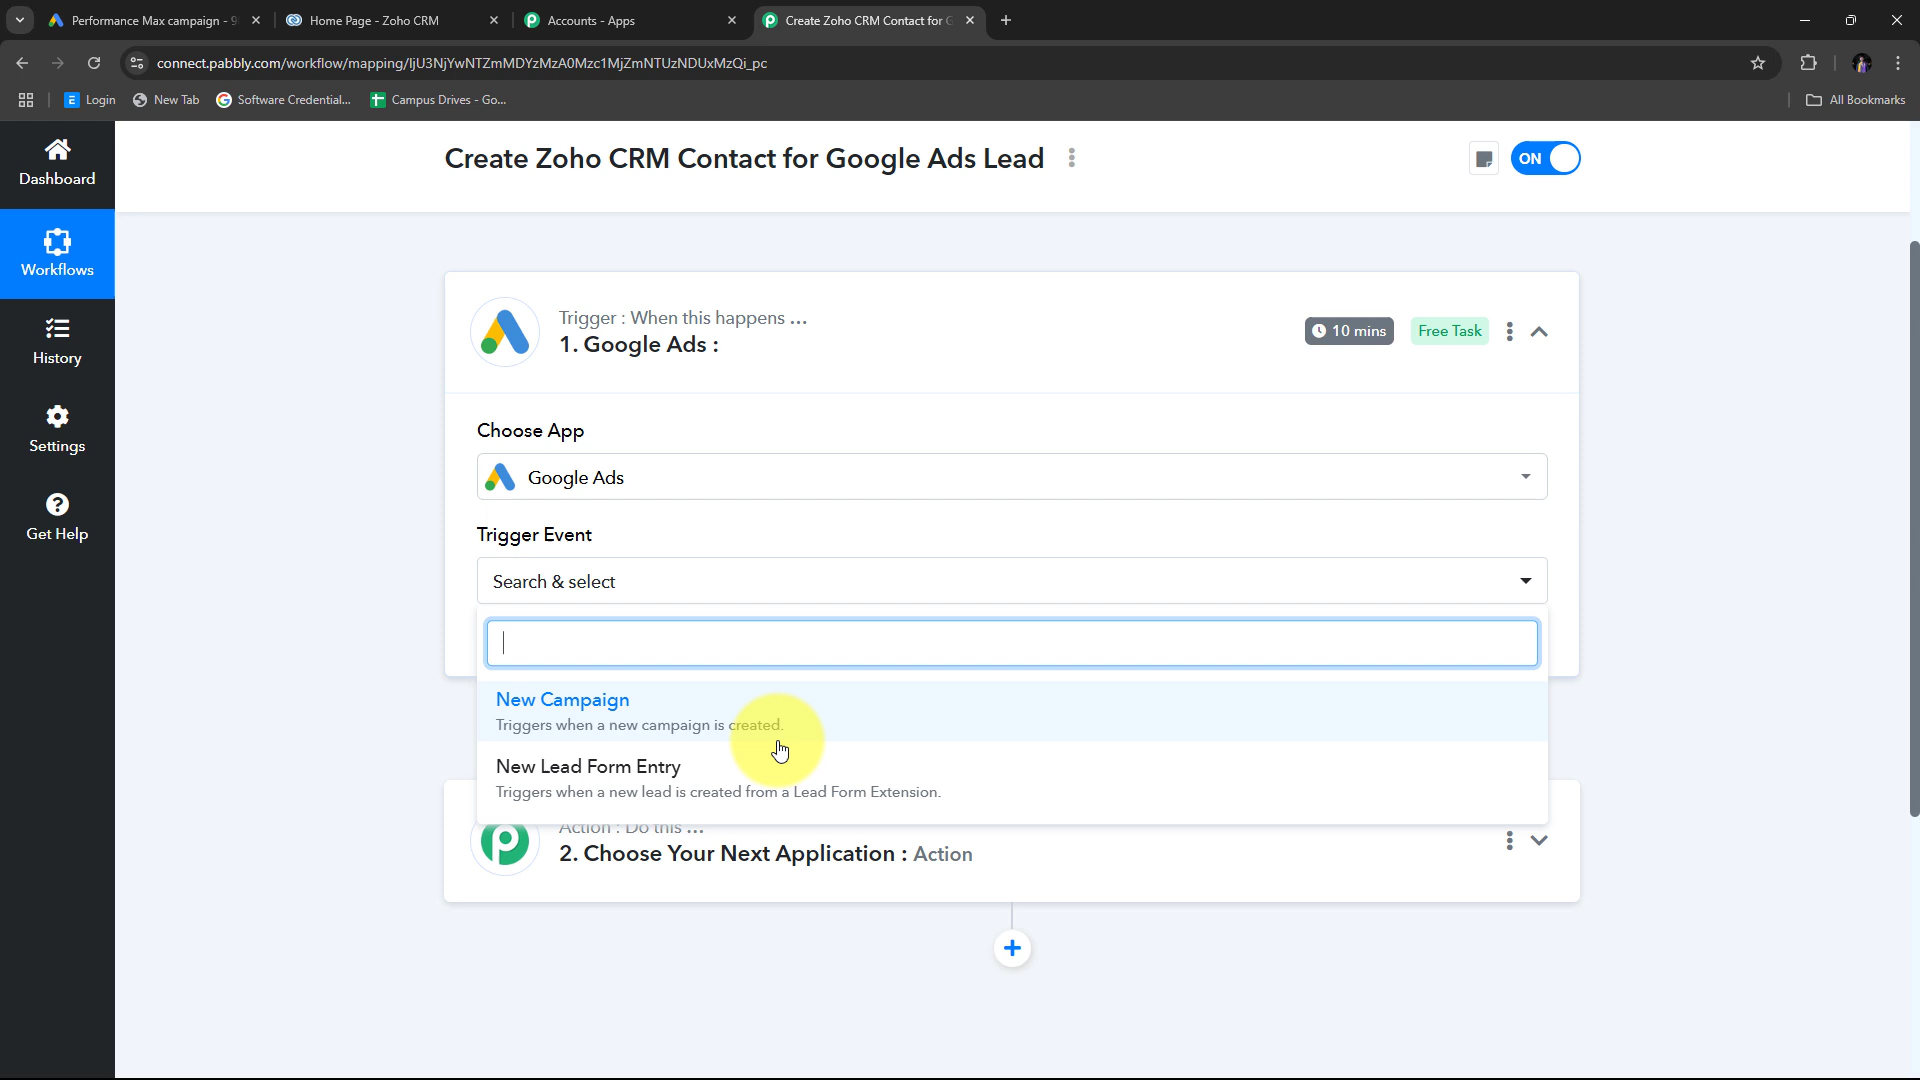 Performance Max campaign - 9
Home Page - Zoho CRM
Accounts - Apps
Create Zoho CRM Contact for G
connect.pabbly.com/workflow/mapping/IjU3NjYwNTZmMDYzMzA0Mzc1MjZmNTUzNDUxMzQi_pc
Login
New Tab
Software Credential...
Campus Drives - Go...
All Bookmarks
Dashboard
Workflows
History
Settings
Get Help
Create Zoho CRM Contact for Google Ads Lead
ON
Trigger : When this happens ...
1. Google Ads :
10 mins
Free Task
Choose App
Google Ads
Trigger Event
Search & select
New Campaign
Triggers when a new campaign is created.
New Lead Form Entry
Triggers when a new lead is created from a Lead Form Extension.
Action : Do this ...
2. Choose Your Next Application : Action